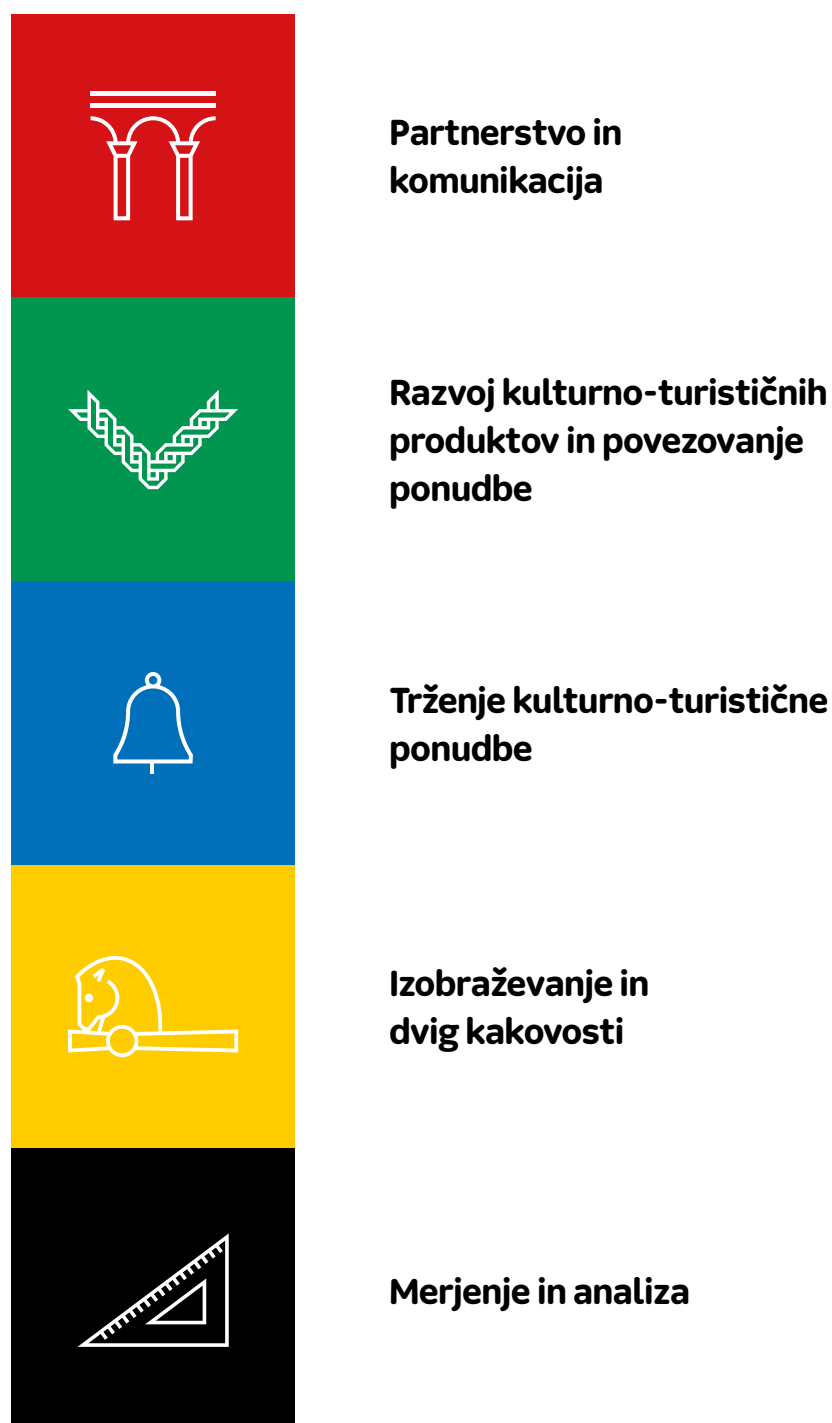 Partnerstvo in
komunikacija
Razvoj kulturno-turističnih
produktov in povezovanje
ponudbe
Trženje kulturno-turistične
ponudbe
Izobraževanje in
dvig kakovosti
Merjenje in analiza